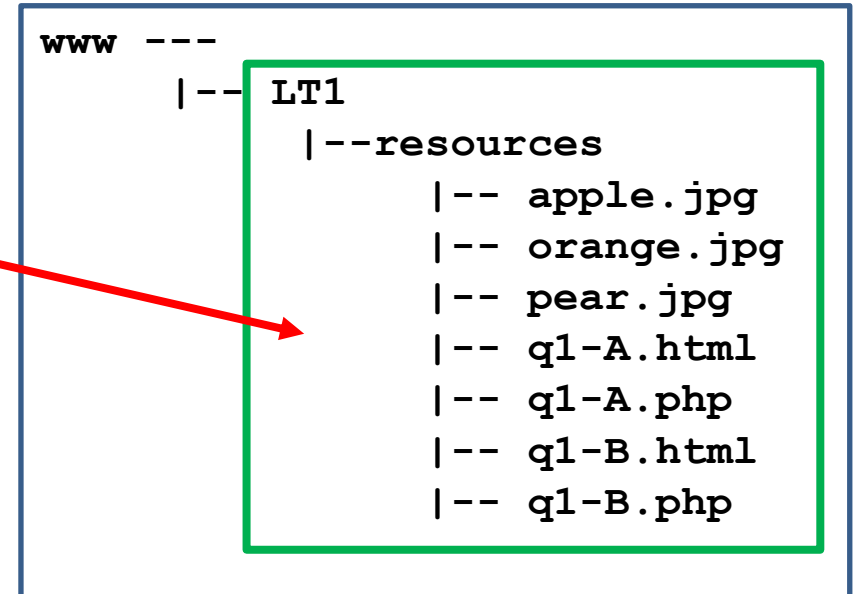 www ---
|-- LT1
|--resources
|-- apple.jpg
|-- orange.jpg
|-- pear.jpg
|-- q1-A.html
|-- q1-A.php
|-- q1-B.html
|-- q1-B.php